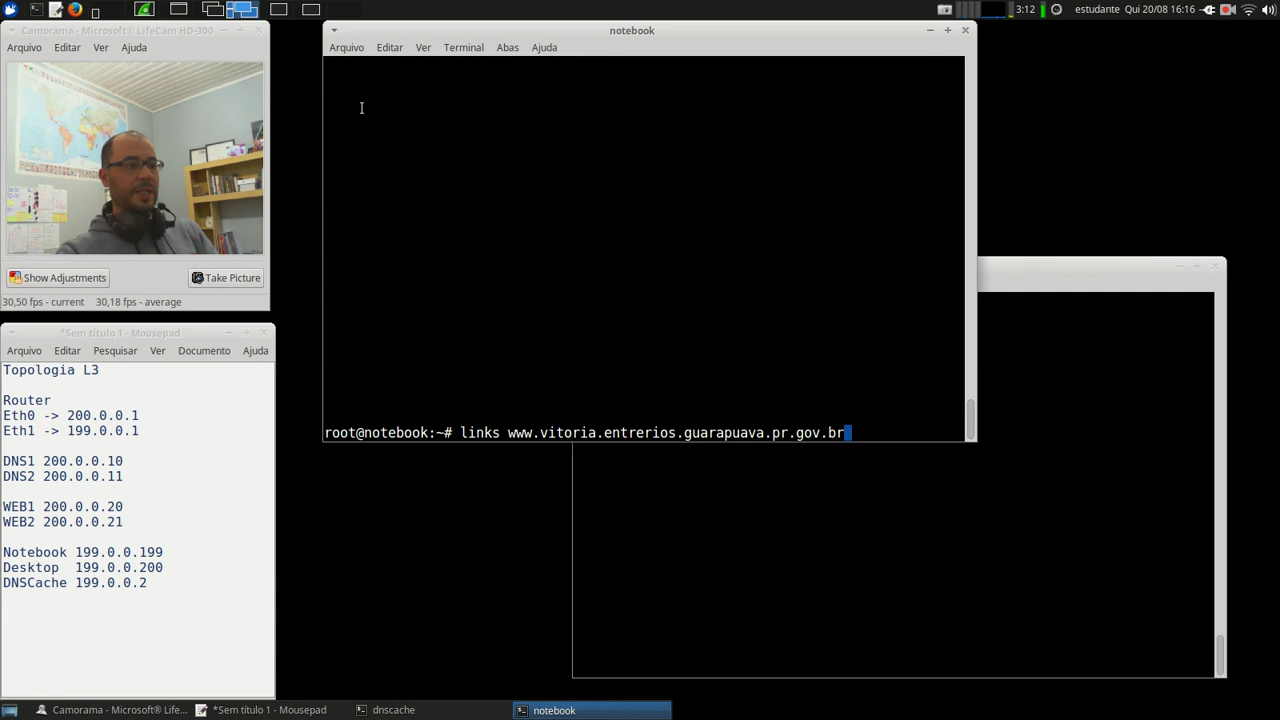 3:12
estudante
Qui 20/08 16:16
Camorama - Microsoft® LifeCam HD-300
Arquivo Editar Ver Ajuda
Show Adjustments
Take Picture
30,50 fps - current 30,18 fps - average
notebook
Arquivo Editar Ver Terminal Abas Ajuda
root@notebook:~# links www.vitoria.entrerios.guarapuava.pr.gov.br
*Sem título 1 - Mousepad
Arquivo Editar Pesquisar Ver Documento Ajuda
Topologia L3
Router
Eth0 -> 200.0.0.1
Eth1 -> 199.0.0.1
DNS1 200.0.0.10
DNS2 200.0.0.11
WEB1 200.0.0.20
WEB2 200.0.0.21
Notebook 199.0.0.199
Desktop  199.0.0.200
DNSCache 199.0.0.2
Camorama - Microsoft® Life...
*Sem título 1 - Mousepad
dnscache
notebook